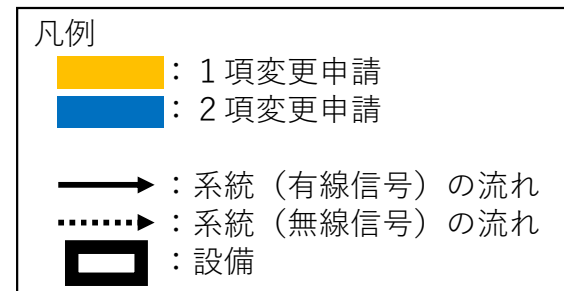 凡例
：１項変更申請
：２項変更申請
：系統（有線信号）の流れ
：系統（無線信号）の流れ
：設備